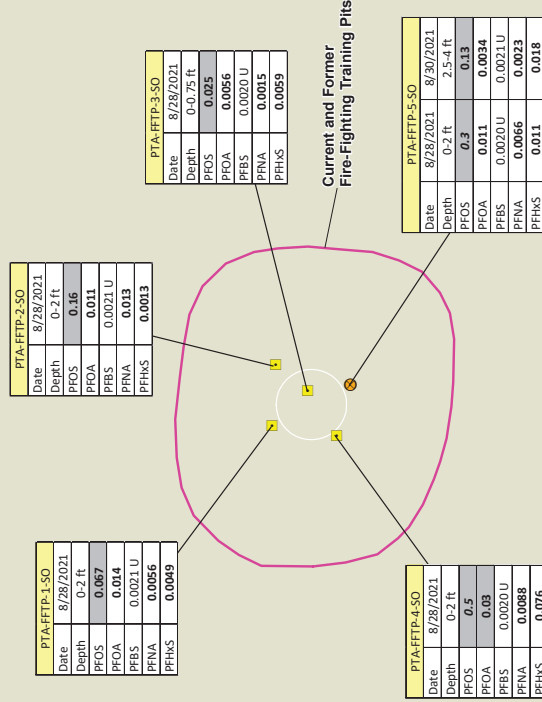 PTA-FFTP-1-SO
Date 8/28/2021
Depth 0-2 ft
PFOS 0.067
PFOA 0.014
PFBS 0.0021 U
PFNA 0.0056
PFHxS 0.0049
PTA-FFTP-2-SO
Date 8/28/2021
Depth 0-2 ft
PFOS 0.16
PFOA 0.011
PFBS 0.0021 U
PFNA 0.013
PFHxS 0.0013
PTA-FFTP-3-SO
Date 8/28/2021
Depth 0-0.75 ft
PFOS 0.025
PFOA 0.0056
PFBS 0.0020 U
PFNA 0.0015
PFHxS 0.0059
Current and Former
Fire-Fighting Training Pits
PTA-FFTP-4-SO
Date 8/28/2021
Depth 0-2 ft
PFOS 0.5
PFOA 0.03
PFBS 0.0020 U
PFNA 0.0088
PFHxS 0.076
PTA-FFTP-5-SO
Date 8/28/2021 8/30/2021
Depth 0-2 ft 2.5-4 ft
PFOS 0.3 0.13
PFOA 0.011 0.0034
PFBS 0.0020 U 0.0021 U
PFNA 0.0066 0.0023
PFHxS 0.011 0.018